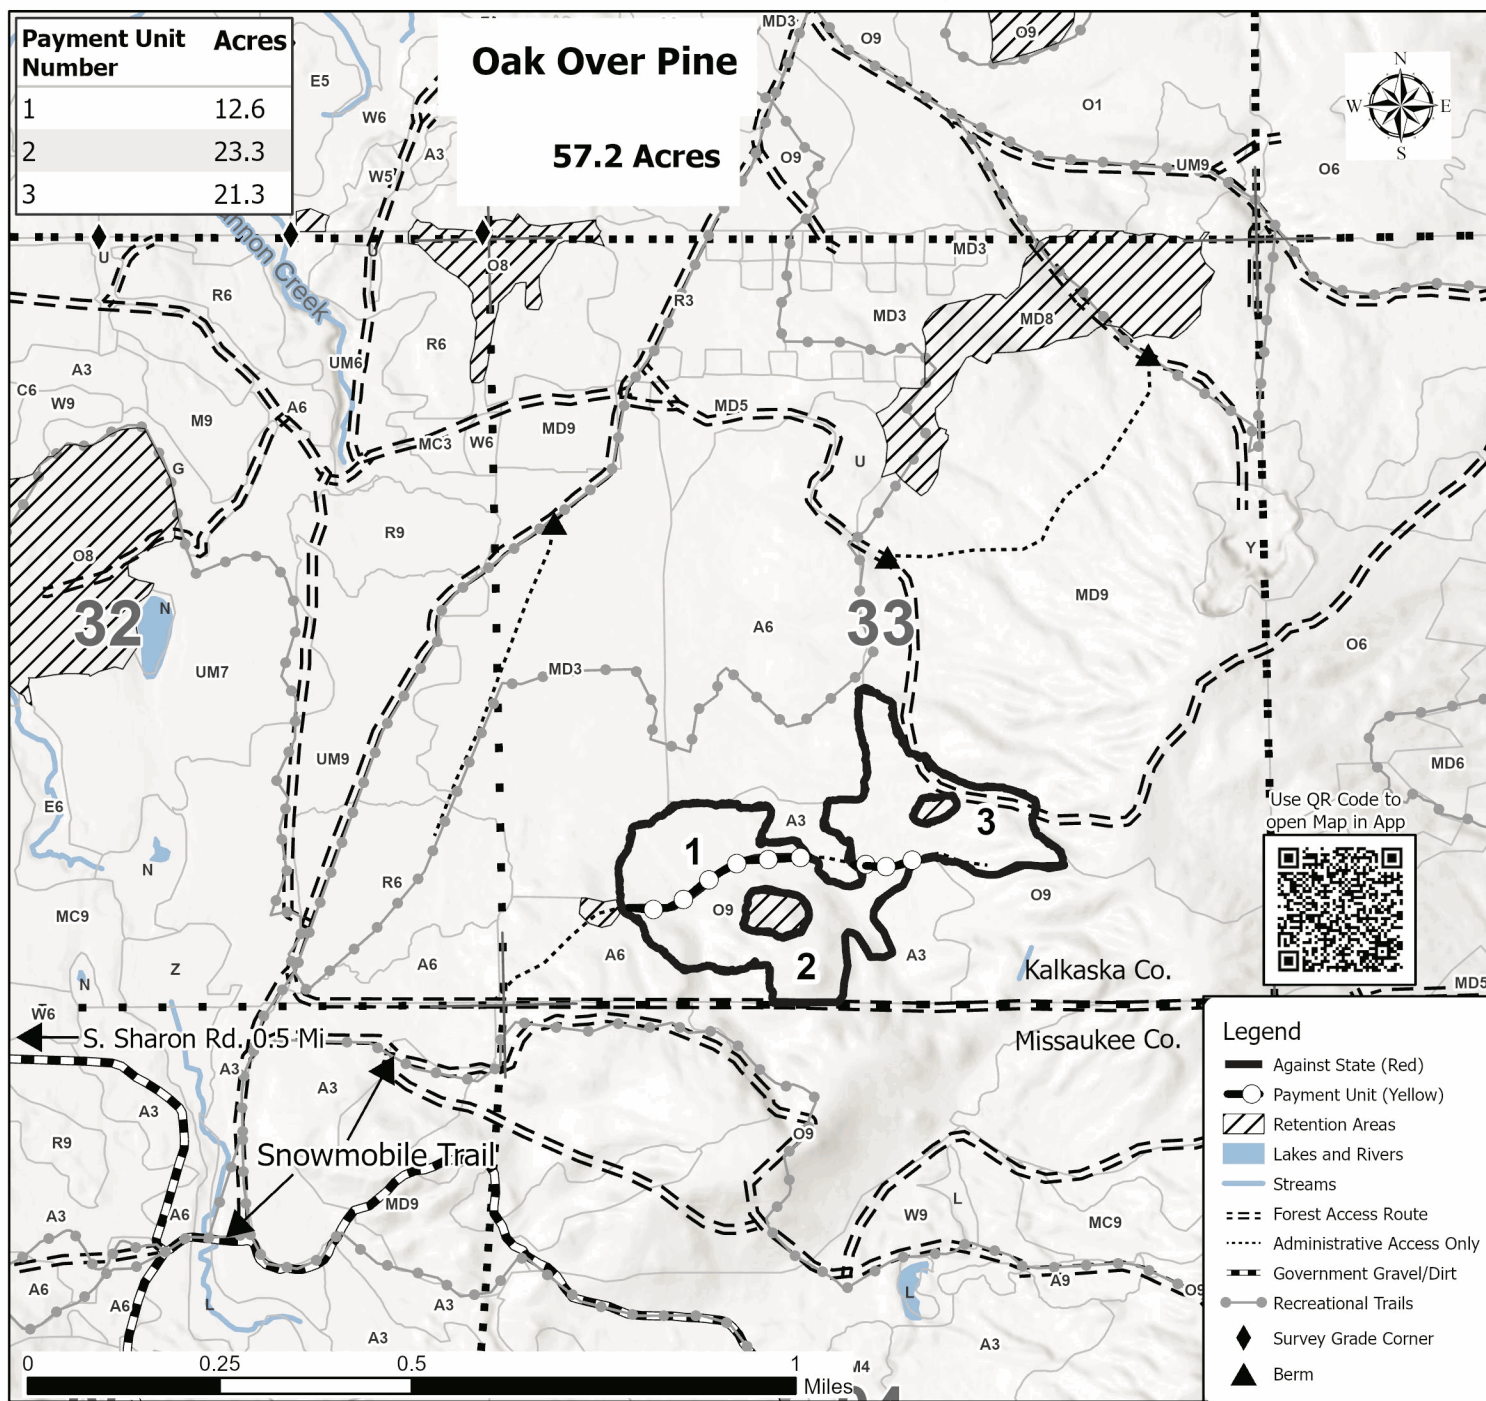 Payment Unit Number Acres
1 12.6
2 23.3
3 21.3
Oak Over Pine
57.2 Acres
N
W E
S
MD3
O9
O9
E5
W6
O1
A3
O9
W5
UM9
O6
U
U
O8
MD3
R6
R3
MD3
MD8
R6
UM6
A3
C6
W9
M9
A6
MC3
W6
MD9
MD5
G
U
R9
O8
Y
N
32
A6
33
MD9
O6
UM7
MD3
UM9
MD6
E6
A3
3
Use QR Code to
open Map in App
1
N
R6
O9
O9
MC9
A6
A6
A3
2
Z
N
Kalkaska Co.
MD5
W6
S. Sharon Rd. 0.5 Mi
Missaukee Co.
A3
A3
A3
R9
O9
Snowmobile Trail
MD9
L
W9
MC9
A3
A6
A6
A6
L
A3
A9
O9
L
A3
A3
M4
0 0.25 0.5 1
Miles
Legend
Against State (Red)
Payment Unit (Yellow)
Retention Areas
Lakes and Rivers
Streams
Forest Access Route
Administrative Access Only
Government Gravel/Dirt
Recreational Trails
Survey Grade Corner
Berm